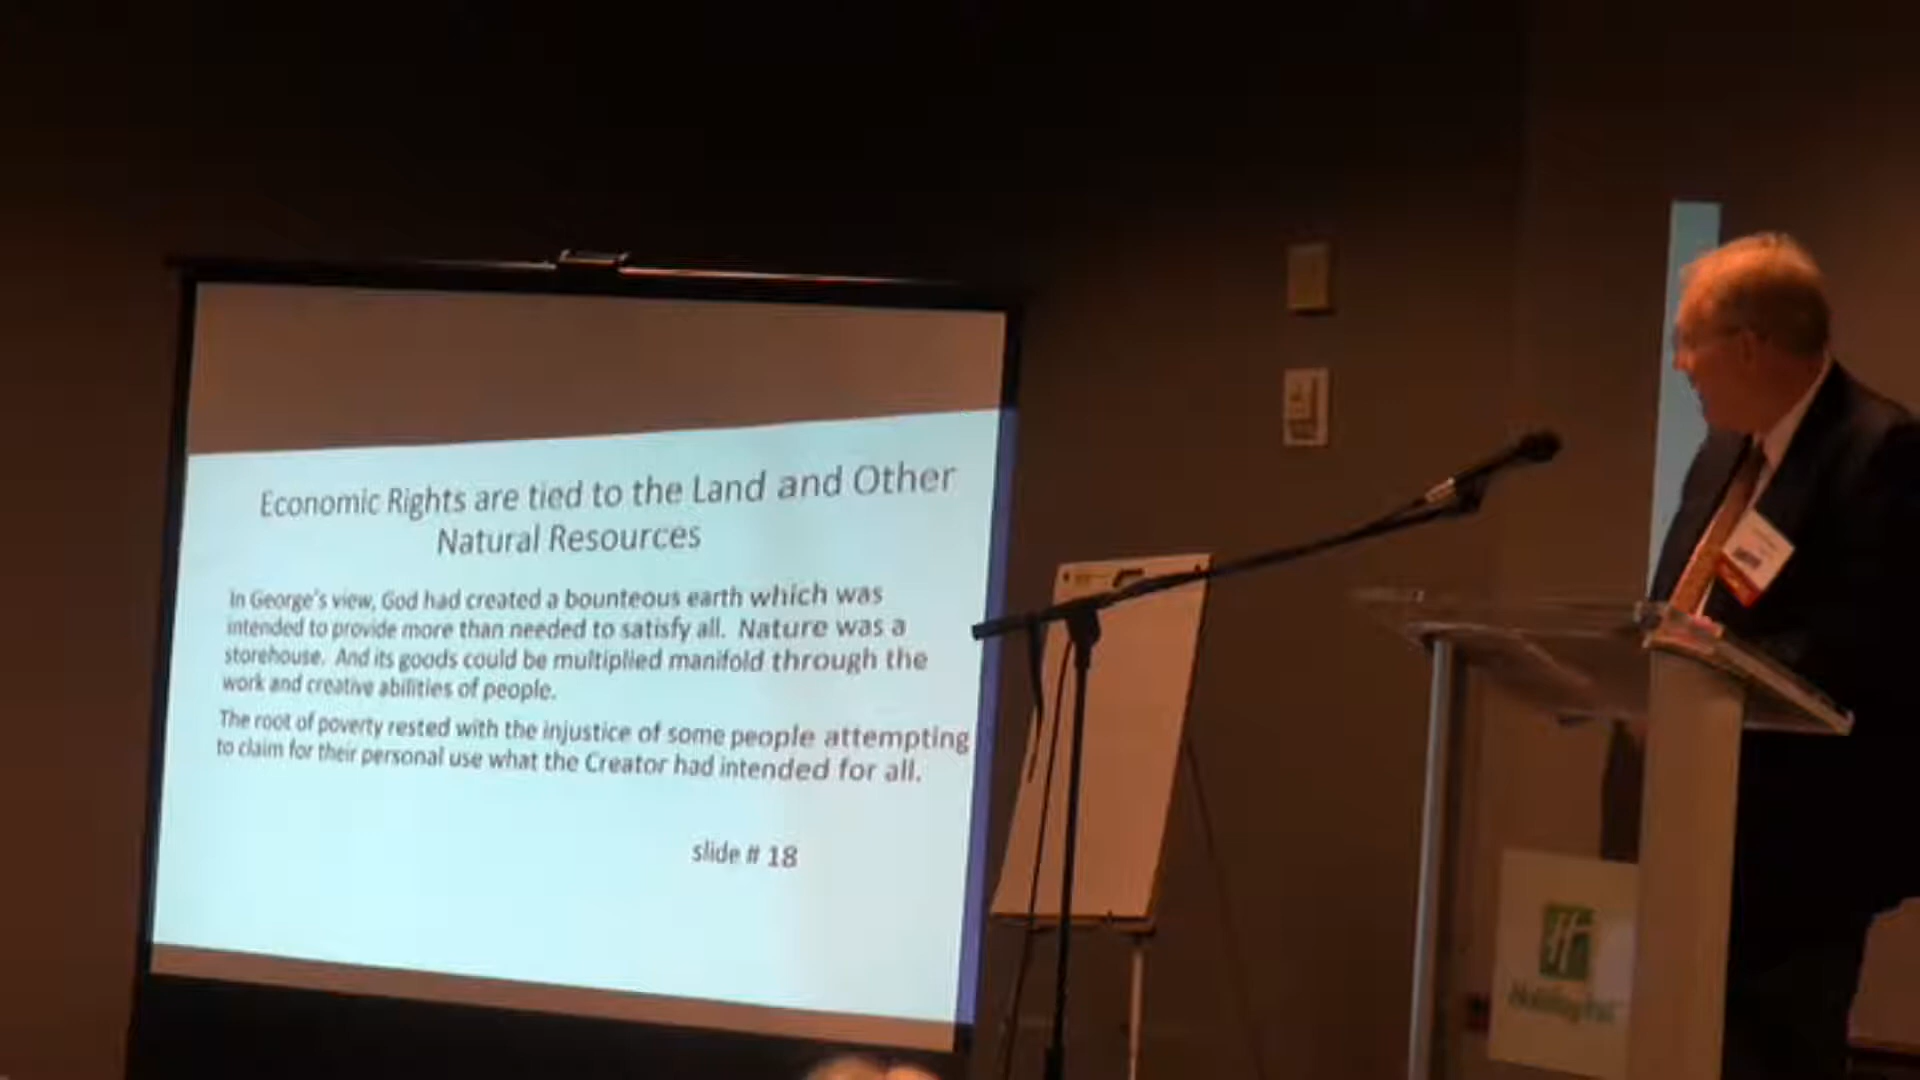 Economic Rights are tied to the Land and Other
Natural Resources
In George's view, God had created a bounteous earth which was
intended to provide more than needed to satisfy all. Nature was a
storehouse. And its goods could be multiplied manifold through the
work and creative abilities of people.
The root of poverty rested with the injustice of some people attempting
to claim for their personal use what the Creator had intended for all.
slide # 18
H
Holiday Inn